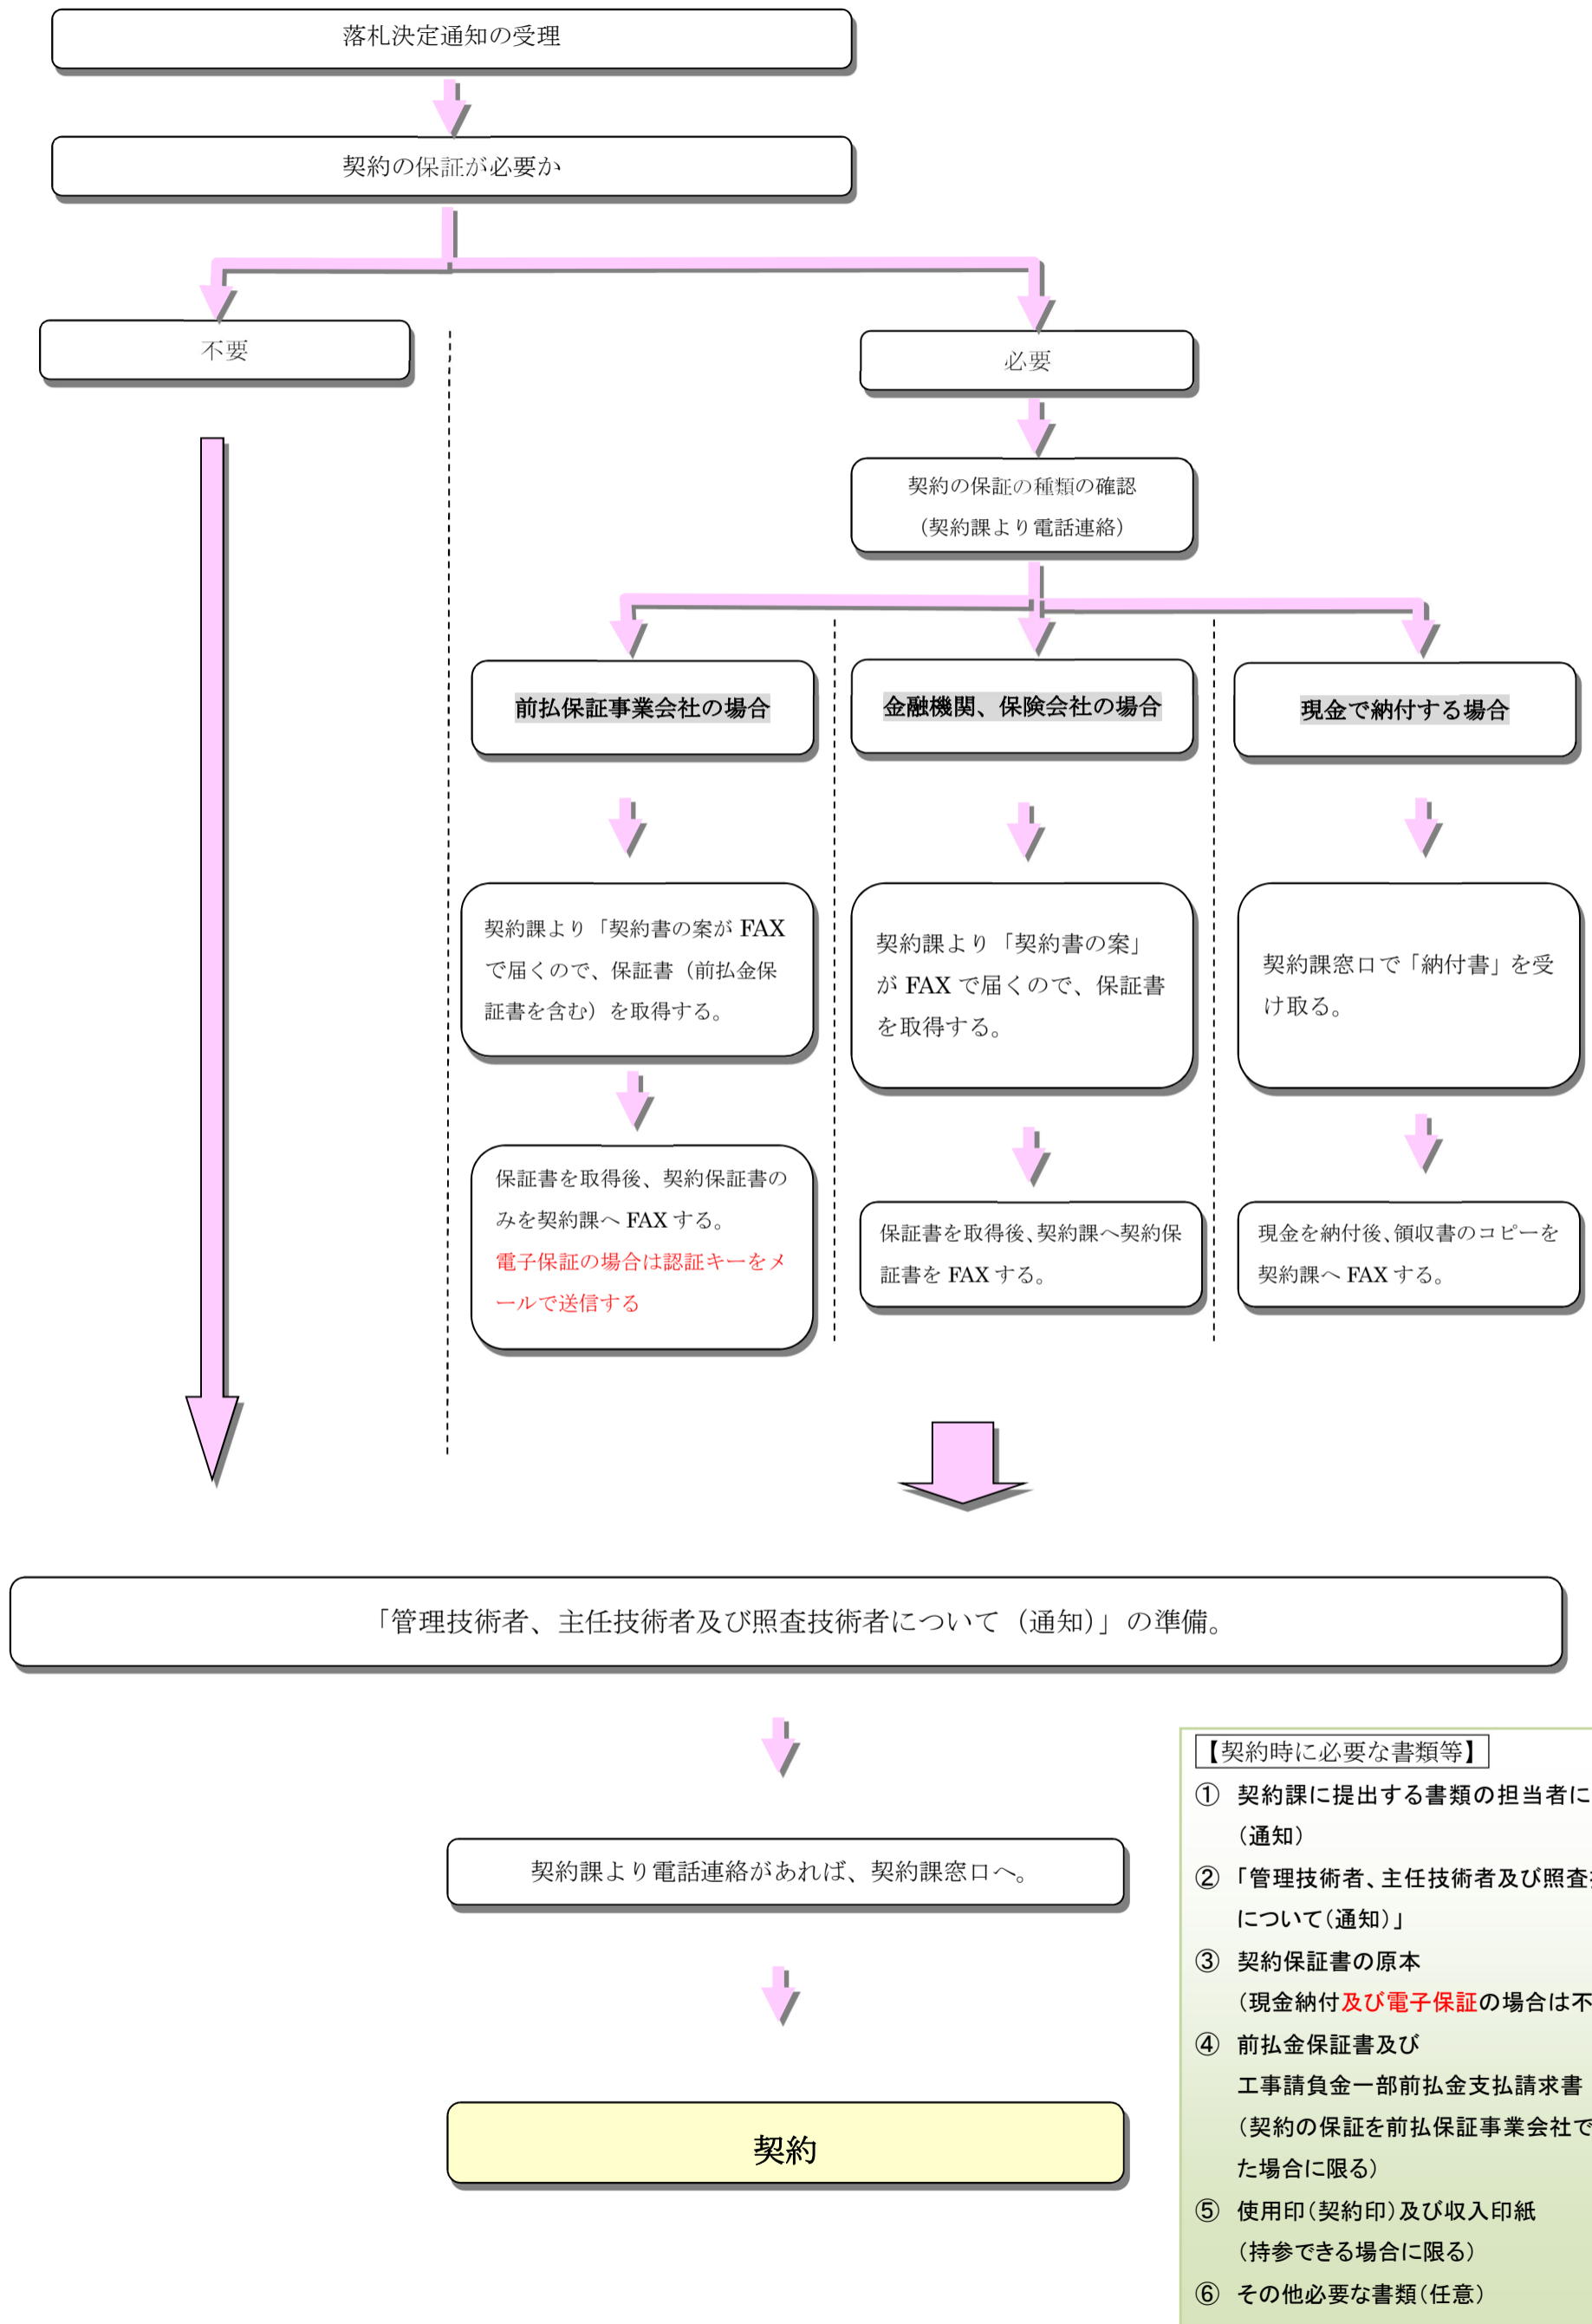 落札決定通知の受理
契約の保証が必要か
不要
必要
契約の保証の種類の確認
（契約課より電話連絡）
前払保証事業会社の場合
金融機関、保険会社の場合
現金で納付する場合
契約課より「契約書の案が FAX
で届くので、保証書（前払金保
証書を含む）を取得する。
契約課より「契約書の案」
が FAX で届くので、保証書
を取得する。
契約課窓口で「納付書」を受
け取る。
保証書を取得後、契約保証書の
みを契約課へ FAX する。
電子保証の場合は認証キーをメ
ールで送信する
保証書を取得後、契約課へ契約保
証書を FAX する。
現金を納付後、領収書のコピーを
契約課へ FAX する。
「管理技術者、主任技術者及び照査技術者について（通知）」の準備。
契約課より電話連絡があれば、契約課窓口へ。
契約
【契約時に必要な書類等】
① 契約課に提出する書類の担当者に
（通知）
② 「管理技術者、主任技術者及び照査
について（通知）」
③ 契約保証書の原本
（現金納付及び電子保証の場合は不
④ 前払金保証書及び
工事請負金一部前払金支払請求書
（契約の保証を前払保証事業会社で
た場合に限る）
⑤ 使用印（契約印）及び収入印紙
（持参できる場合に限る）
⑥ その他必要な書類（任意）